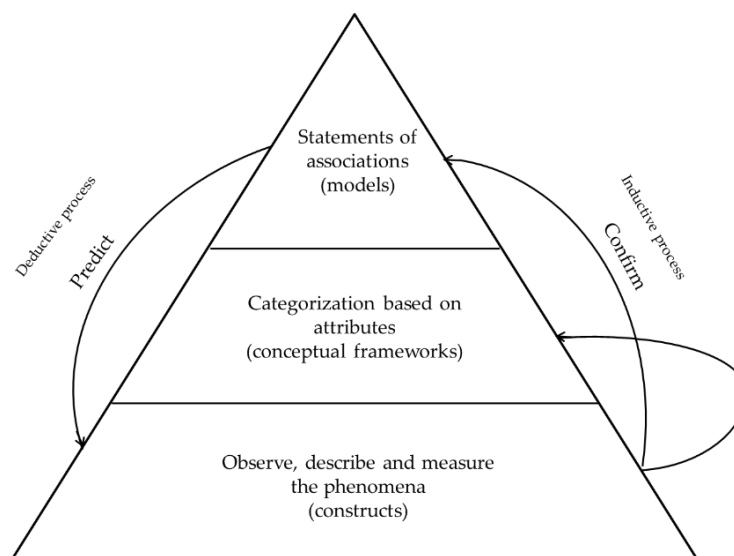 Statements of
associations
(models)
Deductive process
Predict
Inductive process
Confirm
Categorization based on
attributes
(conceptual frameworks)
Observe, describe and measure
the phenomena
(constructs)